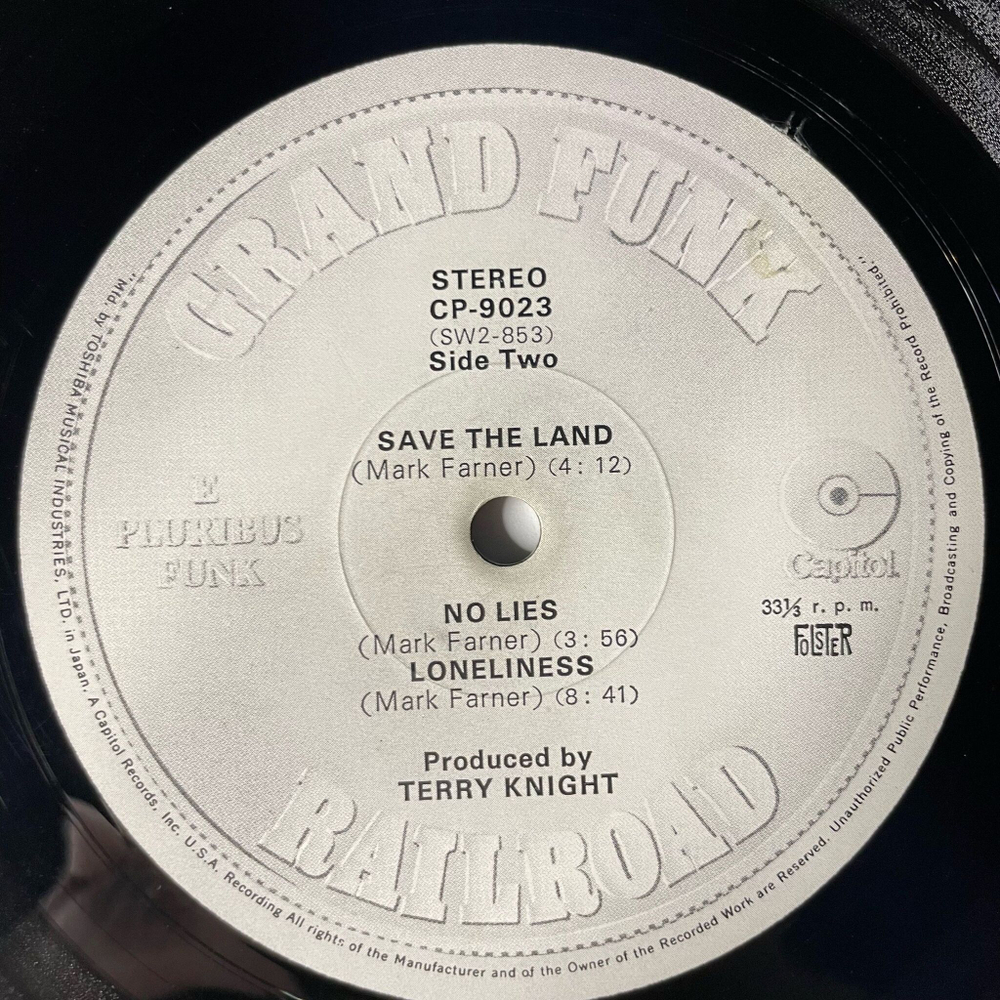 GRAND FUNK
STEREO
CP-9023
(SW2-853)
Side Two
SAVE THE LAND
(Mark Farner) (4: 12)
E
PLURIBUS
FUNK
Capitol
33⅓ r. p. m.
FOLSTER
NO LIES
(Mark Farner) (3: 56)
LONELINESS
(Mark Farner) (8: 41)
Produced by
TERRY KNIGHT
RAILROAD
"Mfd. by TOSHIBA MUSICAL INDUSTRIES, LTD. in Japan. A Capitol Records, Inc. U.S.A. Recording All rights of the Manufacturer and of the Owner of the Recorded Work are Reserved. Unauthorized Public Performance, Broadcasting and Copying of the Record Prohibited."